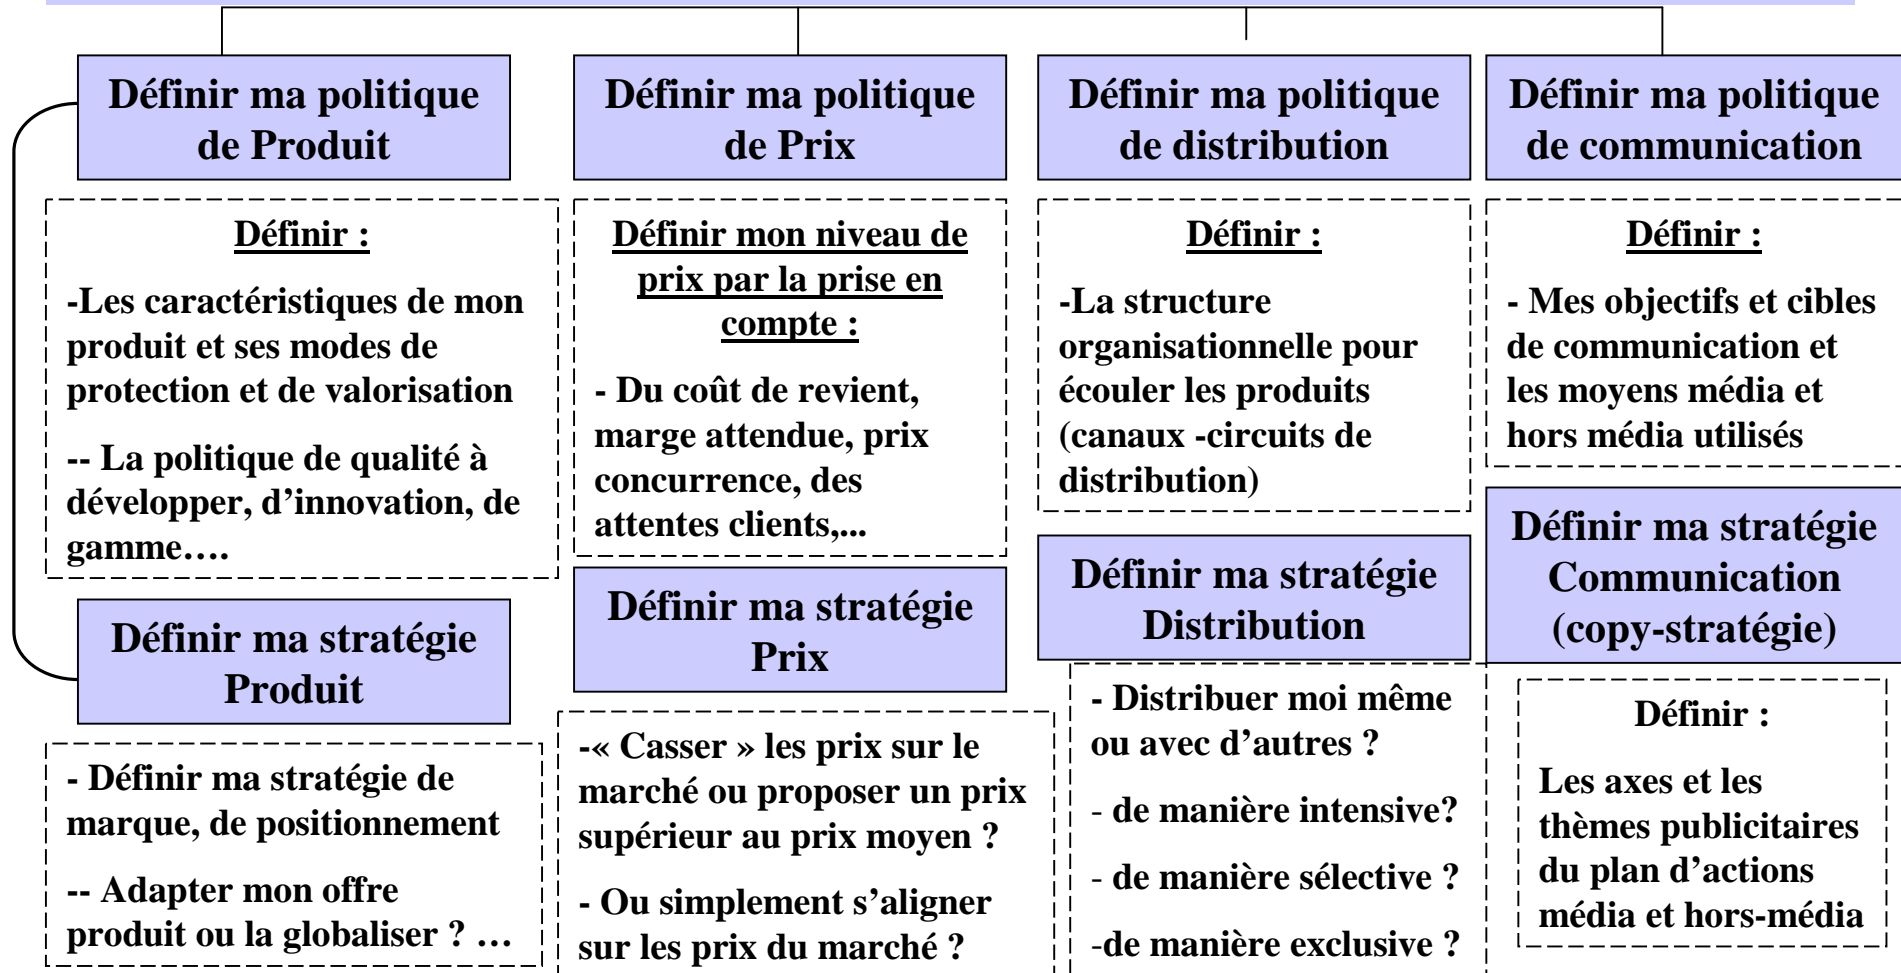 Définir ma politique
de Produit
Définir :
-Les caractéristiques de mon
produit et ses modes de
protection et de valorisation
-- La politique de qualité à
développer, d’innovation, de
gamme….
Définir ma stratégie
Produit
- Définir ma stratégie de
marque, de positionnement
-- Adapter mon offre
produit ou la globaliser ? …
Définir ma politique
de Prix
Définir mon niveau de
prix par la prise en
compte :
- Du coût de revient,
marge attendue, prix
concurrence, des
attentes clients,...
Définir ma stratégie
Prix
-« Casser » les prix sur le
marché ou proposer un prix
supérieur au prix moyen ?
- Ou simplement s’aligner
sur les prix du marché ?
Définir ma politique
de distribution
Définir :
-La structure
organisationnelle pour
écouler les produits
(canaux -circuits de
distribution)
Définir ma stratégie
Distribution
- Distribuer moi même
ou avec d’autres ?
- de manière intensive?
- de manière sélective ?
-de manière exclusive ?
Définir ma politique
de communication
Définir :
- Mes objectifs et cibles
de communication et
les moyens média et
hors média utilisés
Définir ma stratégie
Communication
(copy-stratégie)
Définir :
Les axes et les
thèmes publicitaires
du plan d’actions
média et hors-média